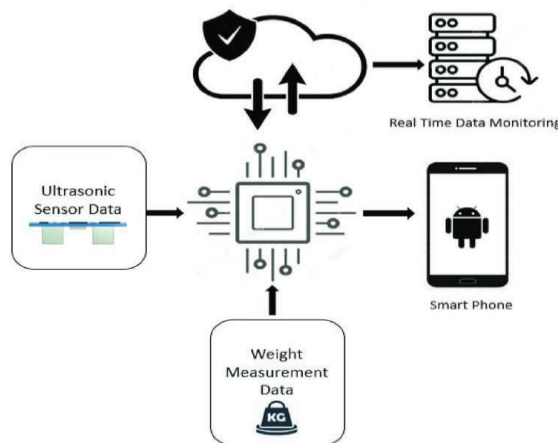 Real Time Data Monitoring
Ultrasonic
Sensor Data
Smart Phone
Weight
Measurement
Data
KG